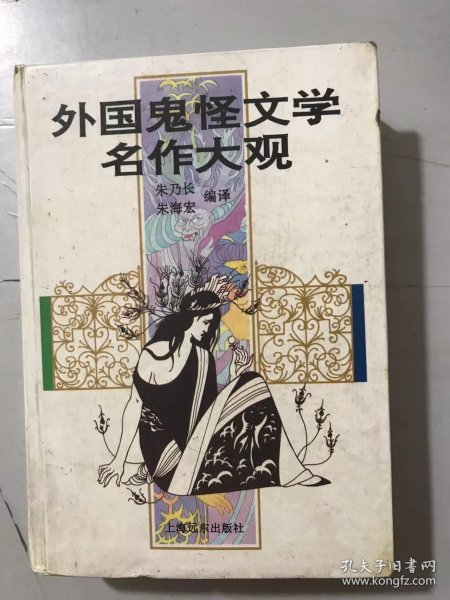 外国鬼怪文学
名作大观
朱乃长
朱海宏
编译
上海远东出版社
孔夫子旧书网
www.kongfz.com